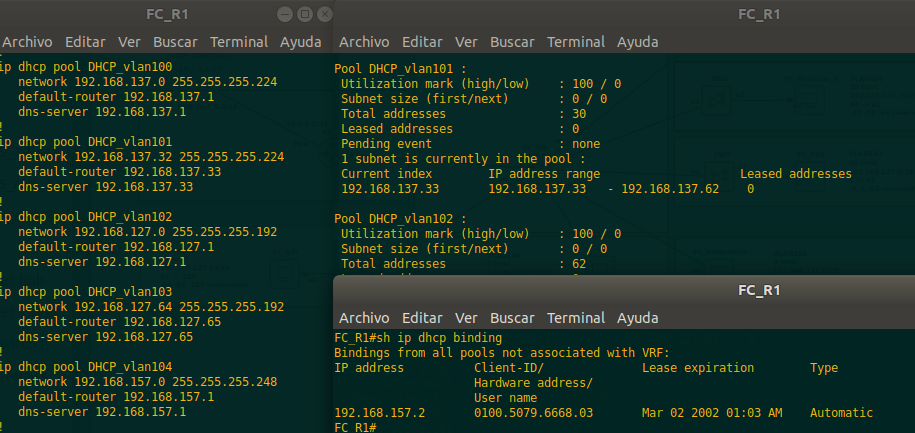 FC_R1
Archivo Editar Ver Buscar Terminal Ayuda
ip dhcp pool DHCP_vlan100
network 192.168.137.0 255.255.255.224
default-router 192.168.137.1
dns-server 192.168.137.1
!
ip dhcp pool DHCP_vlan101
network 192.168.137.32 255.255.255.224
default-router 192.168.137.33
dns-server 192.168.137.33
!
ip dhcp pool DHCP_vlan102
network 192.168.127.0 255.255.255.192
default-router 192.168.127.1
dns-server 192.168.127.1
!
ip dhcp pool DHCP_vlan103
network 192.168.127.64 255.255.255.192
default-router 192.168.127.65
dns-server 192.168.127.65
!
ip dhcp pool DHCP_vlan104
network 192.168.157.0 255.255.255.248
default-router 192.168.157.1
dns-server 192.168.157.1
!
FC_R1
Archivo Editar Ver Buscar Terminal Ayuda
Pool DHCP_vlan101 :
Utilization mark (high/low) : 100 / 0
Subnet size (first/next) : 0 / 0
Total addresses : 30
Leased addresses : 0
Pending event : none
1 subnet is currently in the pool :
Current index IP address range Leased addresses
192.168.137.33 192.168.137.33 - 192.168.137.62 0
Pool DHCP_vlan102 :
Utilization mark (high/low) : 100 / 0
Subnet size (first/next) : 0 / 0
Total addresses : 62
FC_R1
Archivo Editar Ver Buscar Terminal Ayuda
FC_R1#sh ip dhcp binding
Bindings from all pools not associated with VRF:
IP address Client-ID/ Lease expiration Type
Hardware address/
User name
192.168.157.2 0100.5079.6668.03 Mar 02 2002 01:03 AM Automatic
FC_R1#